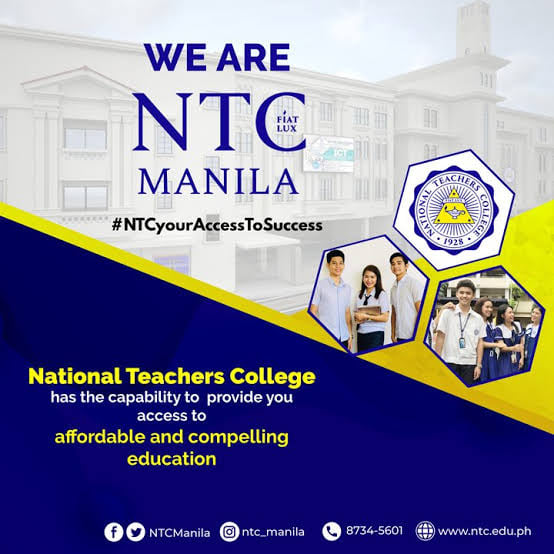 WE ARE
NTC
FIAT
LUX
MANILA
#NTCyourAccessToSuccess
NATIONAL TEACHERS COLLEGE
• 1928 •
National Teachers College
has the capability to provide you
access to
affordable and compelling
education
NTCManila
ntc_manila
8734-5601
www.ntc.edu.ph